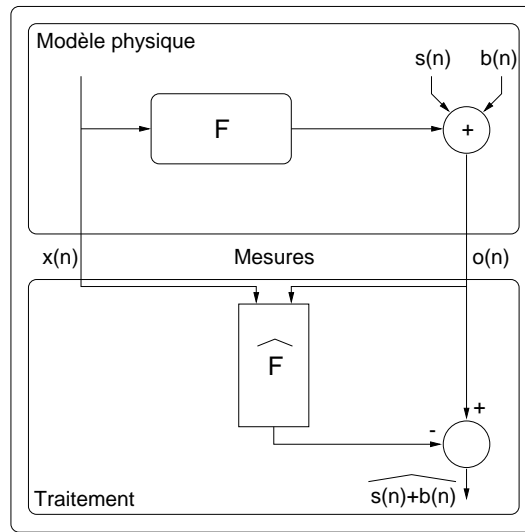 Modèle physique
s(n) b(n)
F
+
x(n) Mesures o(n)
F
+
-
s(n)+b(n)
Traitement